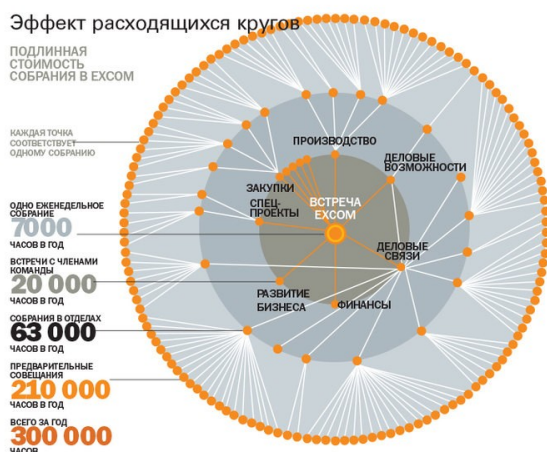 Эффект расходящихся кругов
ПОДЛИННАЯ
СТОИМОСТЬ
СОБРАНИЯ В EXCOM
КАЖДАЯ ТОЧКА
СООТВЕТСТВУЕТ
ОДНОМУ СОБРАНИЮ
ОДНО ЕЖЕНЕДЕЛЬНОЕ
СОБРАНИЕ
7000
ЧАСОВ В ГОД
ВСТРЕЧИ С ЧЛЕНАМИ
КОМАНДЫ
20 000
ЧАСОВ В ГОД
СОБРАНИЯ В ОТДЕЛАХ
63 000
ЧАСОВ В ГОД
ПРЕДВАРИТЕЛЬНЫЕ
СОВЕЩАНИЯ
210 000
ЧАСОВ В ГОД
ВСЕГО ЗА ГОД
300 000
ЧАСОВ
ПРОИЗВОДСТВО
ДЕЛОВЫЕ
ВОЗМОЖНОСТИ
ЗАКУПКИ
ВСТРЕЧА
EXCOM
СПЕЦ-
ПРОЕКТЫ
ДЕЛОВЫЕ
СВЯЗИ
РАЗВИТИЕ
БИЗНЕСА
ФИНАНСЫ